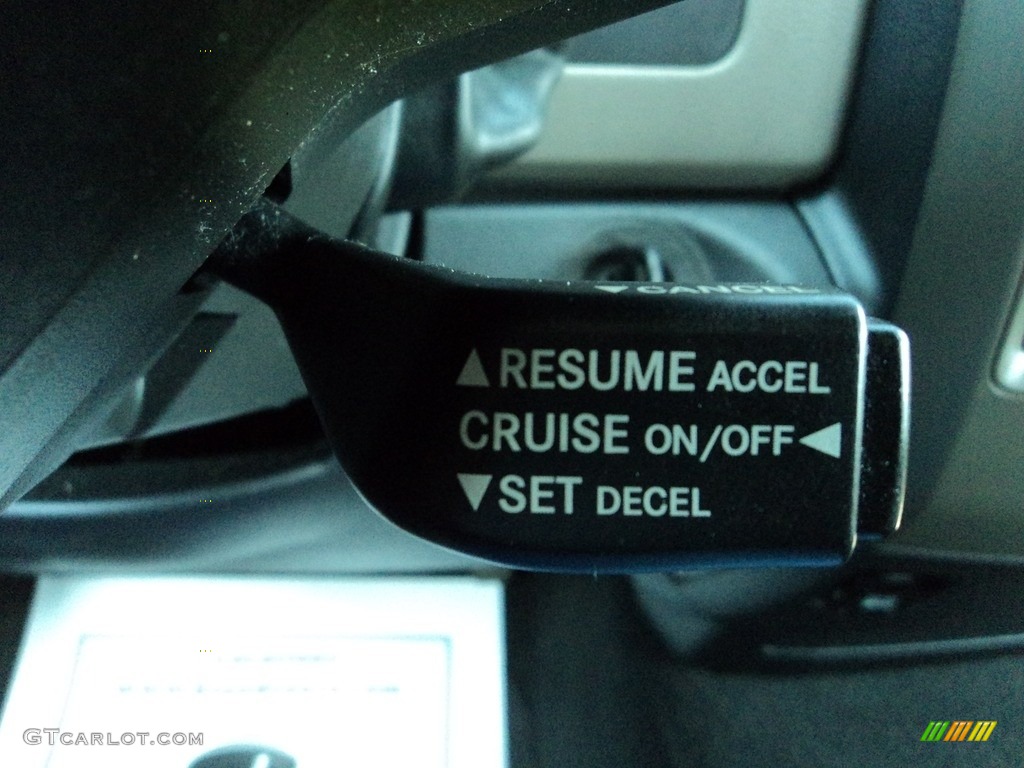 ▼CANCEL
▲RESUME ACCEL
CRUISE ON/OFF◀
▼SET DECEL
GTCARLOT.COM